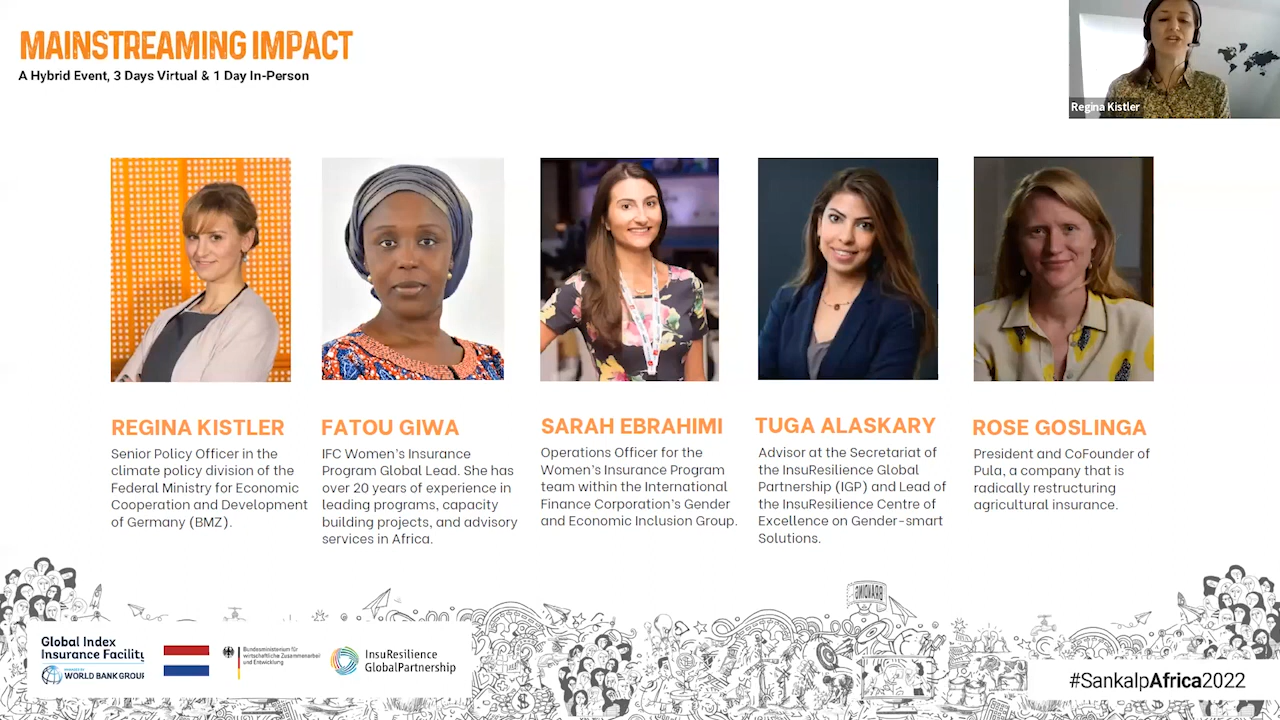 MAINSTREAMING IMPACT
A Hybrid Event, 3 Days Virtual & 1 Day In-Person
Regina Kistler
REGINA KISTLER
Senior Policy Officer in the
climate policy division of the
Federal Ministry for Economic
Cooperation and Development
of Germany (BMZ).
FATOU GIWA
IFC Women's Insurance
Program Global Lead. She has
over 20 years of experience in
leading programs, capacity
building projects, and advisory
services in Africa.
SARAH EBRAHIMI
Operations Officer for the
Women's Insurance Program
team within the International
Finance Corporation's Gender
and Economic Inclusion Group.
TUGA ALASKARY
Advisor at the Secretariat of
the InsuResilience Global
Partnership (IGP) and Lead of
the InsuResilience Centre of
Excellence on Gender-smart
Solutions.
ROSE GOSLINGA
President and CoFounder of
Pula, a company that is
radically restructuring
agricultural insurance.
Global Index
Insurance Facility
WORLD BANK GROUP
Bundesministerium für
wirtschaftliche Zusammenarbeit
und Entwicklung
InsuResilience
GlobalPartnership
#SankalpAfrica2022